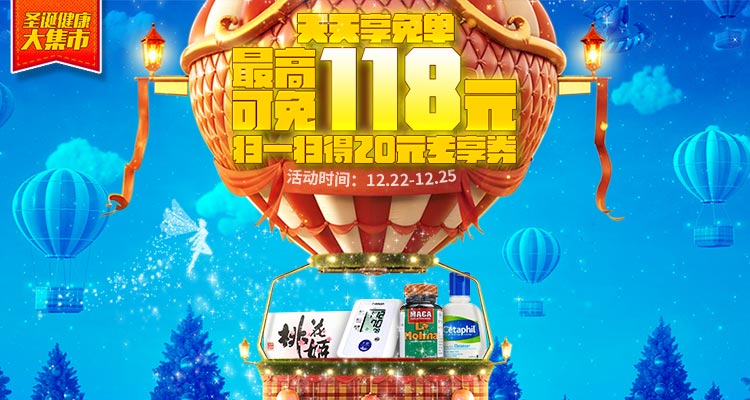 圣诞健康
大集市
天天享免单
最高
可免
118元
扫一扫得20元专享券
活动时间：12.22-12.25
桃花姬
MACA
La
Molina
Cetaphil